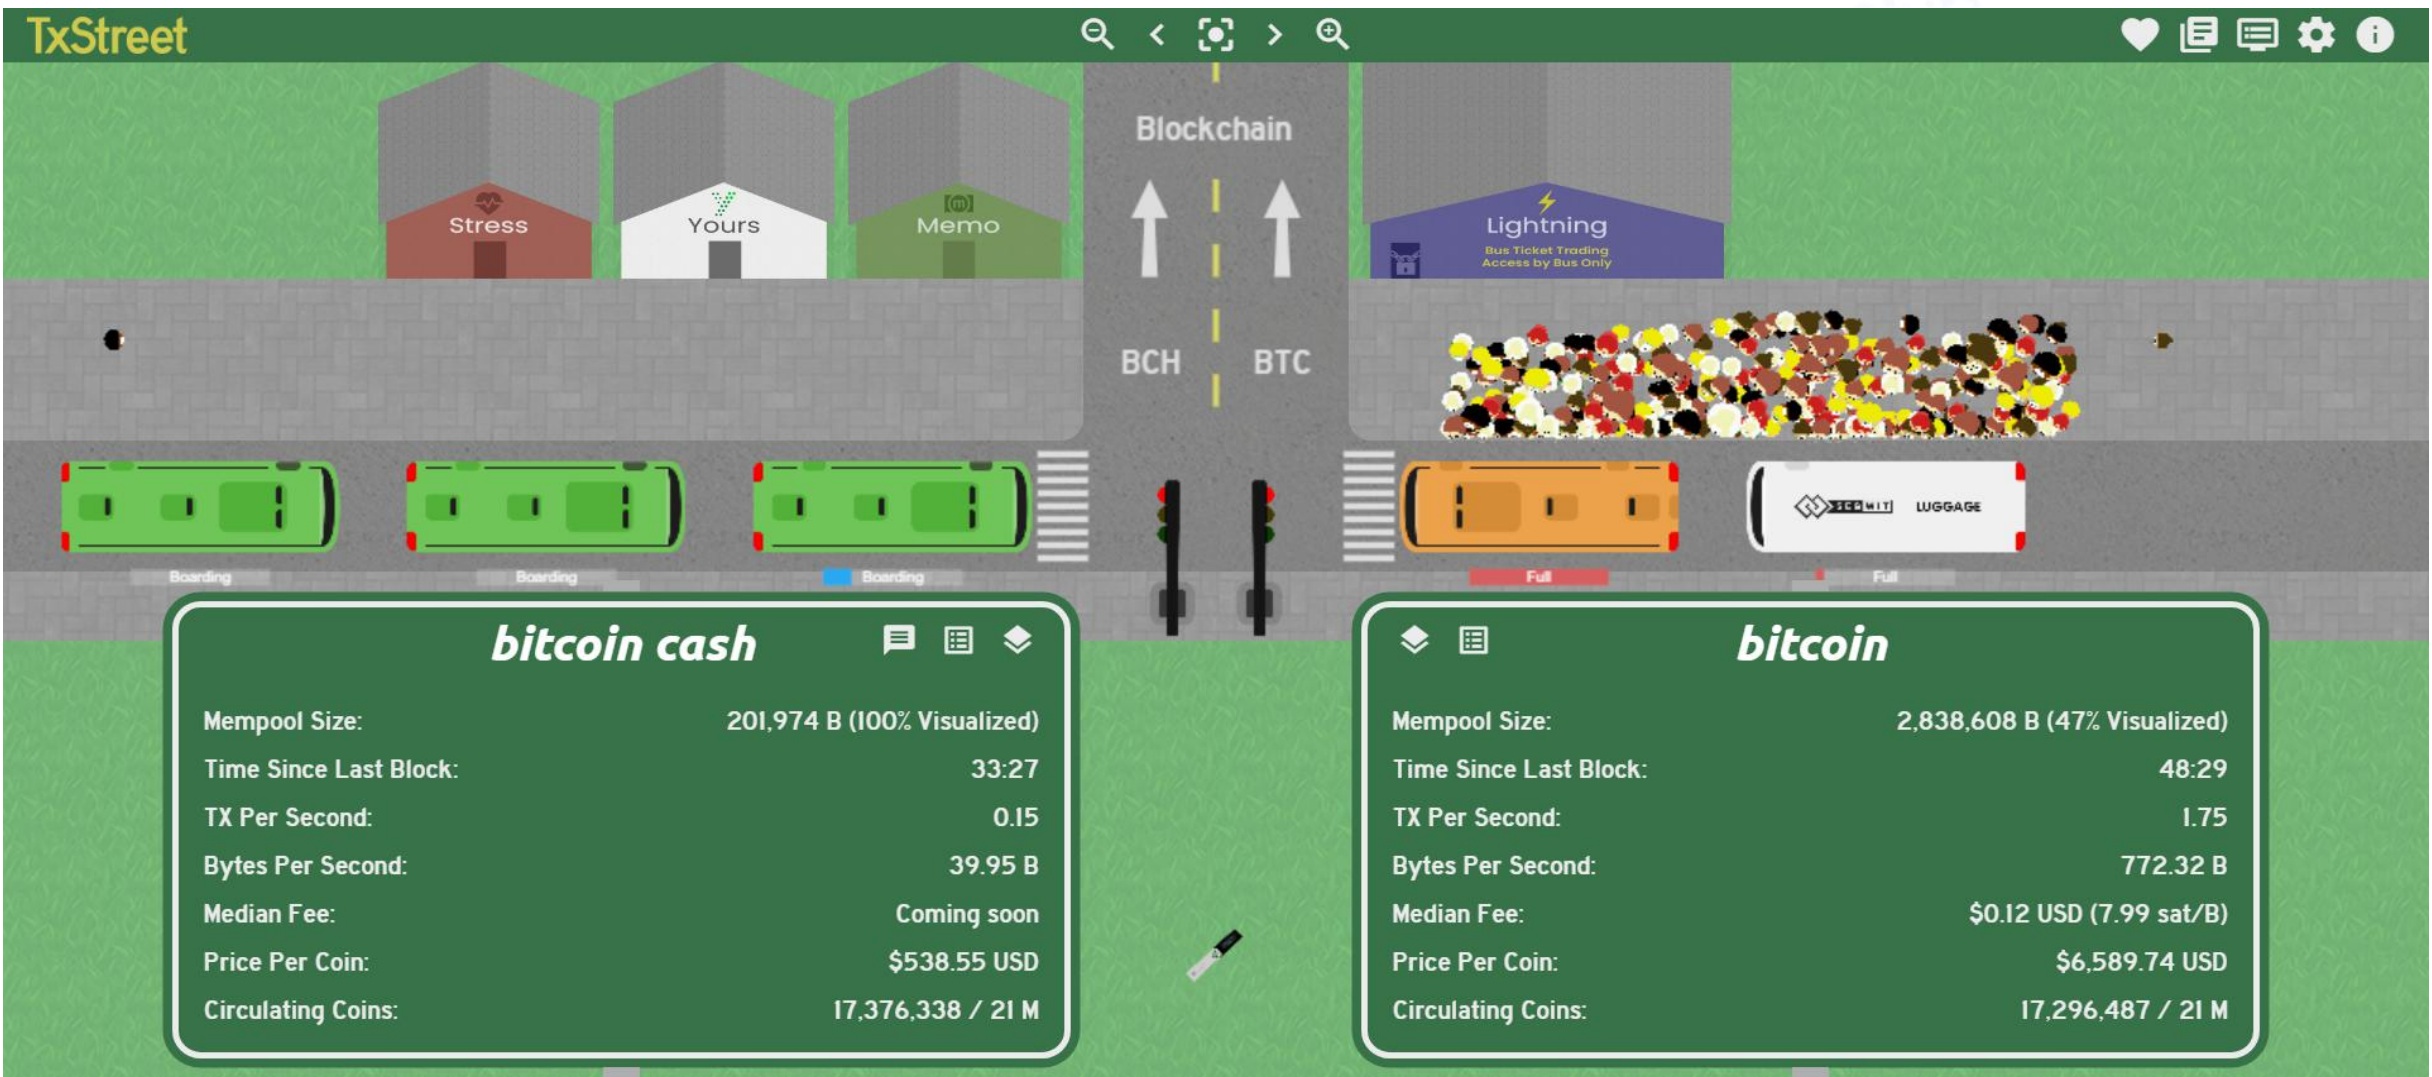 TxStreet
Blockchain
Stress
Yours
Memo
Lightning
Bus Ticket Trading
Access by Bus Only
BCH
BTC
LUGGAGE
Boarding
Boarding
Boarding
Full
Full
bitcoin cash
Mempool Size: 201,974 B (100% Visualized)
Time Since Last Block: 33:27
TX Per Second: 0.15
Bytes Per Second: 39.95 B
Median Fee: Coming soon
Price Per Coin: $538.55 USD
Circulating Coins: 17,376,338 / 21 M
bitcoin
Mempool Size: 2,838,608 B (47% Visualized)
Time Since Last Block: 48:29
TX Per Second: 1.75
Bytes Per Second: 772.32 B
Median Fee: $0.12 USD (7.99 sat/B)
Price Per Coin: $6,589.74 USD
Circulating Coins: 17,296,487 / 21 M